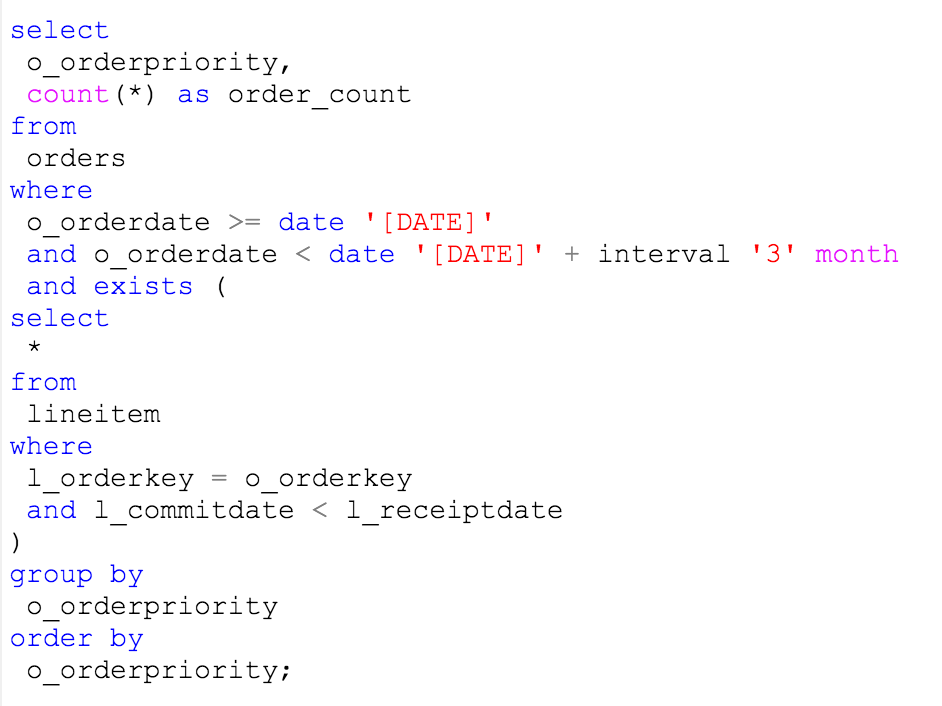 select
o_orderpriority,
count(*) as order_count
from
orders
where
o_orderdate >= date '[DATE]'
and o_orderdate < date '[DATE]' + interval '3' month
and exists (
select
*
from
lineitem
where
l_orderkey = o_orderkey
and l_commitdate < l_receiptdate
)
group by
o_orderpriority
order by
o_orderpriority;